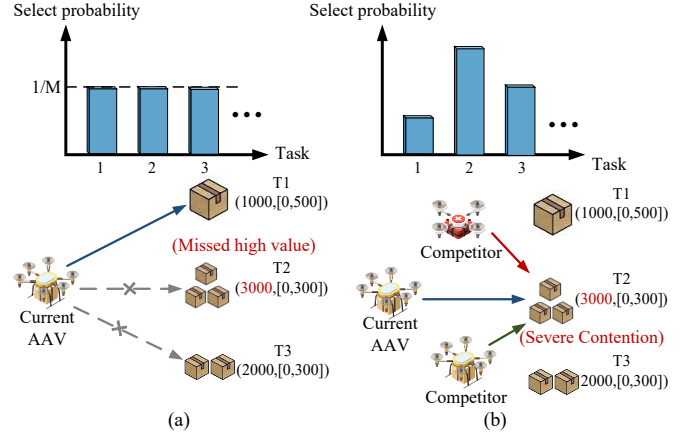 Select probability
1/M
1 2 3
Task
T1
(1000,[0,500])
(Missed high value)
T2
(3000,[0,300])
Current
AAV
T3
(2000,[0,300])
(a)
Select probability
1 2 3
Task
T1
(1000,[0,500])
Competitor
T2
(3000,[0,300])
Current
AAV
(Severe Contention)
T3
2000,[0,300])
Competitor
(b)